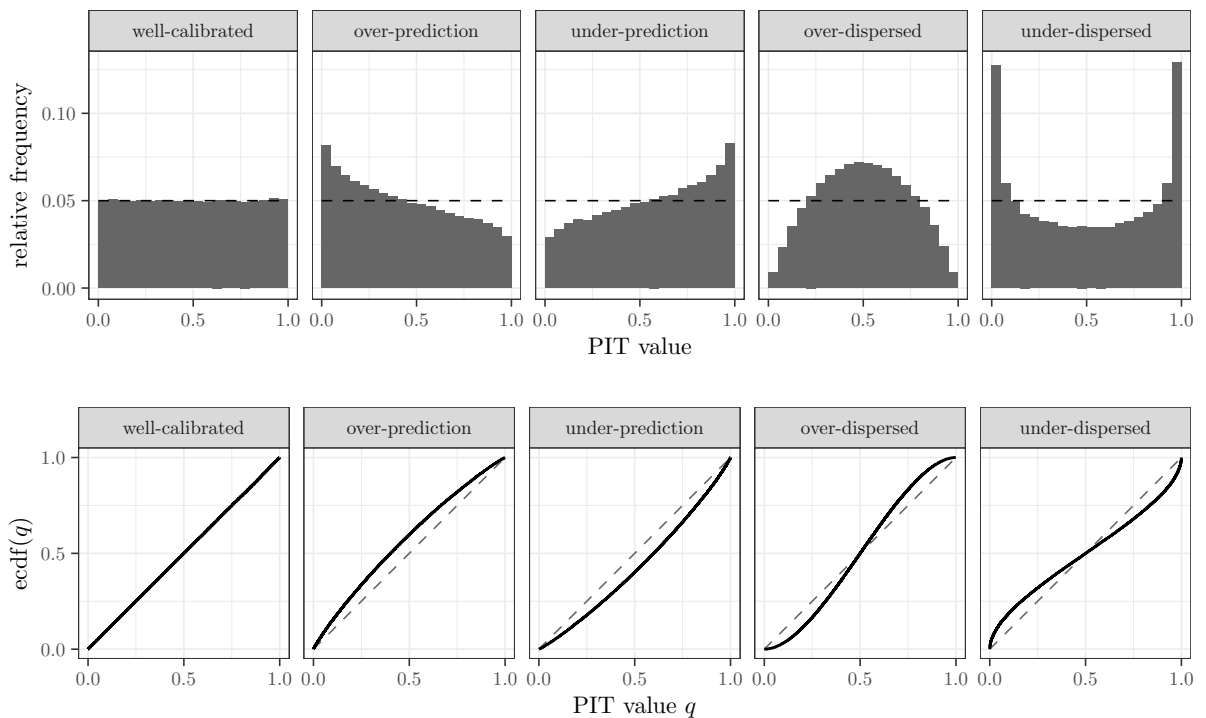 well-calibrated over-prediction under-prediction over-dispersed under-dispersed
relative frequency
0.10
0.05
0.00
0.0 0.5 1.0 0.0 0.5 1.0 0.0 0.5 1.0 0.0 0.5 1.0 0.0 0.5 1.0
PIT value
well-calibrated over-prediction under-prediction over-dispersed under-dispersed
ecdf(q)
1.0
0.5
0.0
0.0 0.5 1.0 0.0 0.5 1.0 0.0 0.5 1.0 0.0 0.5 1.0 0.0 0.5 1.0
PIT value q